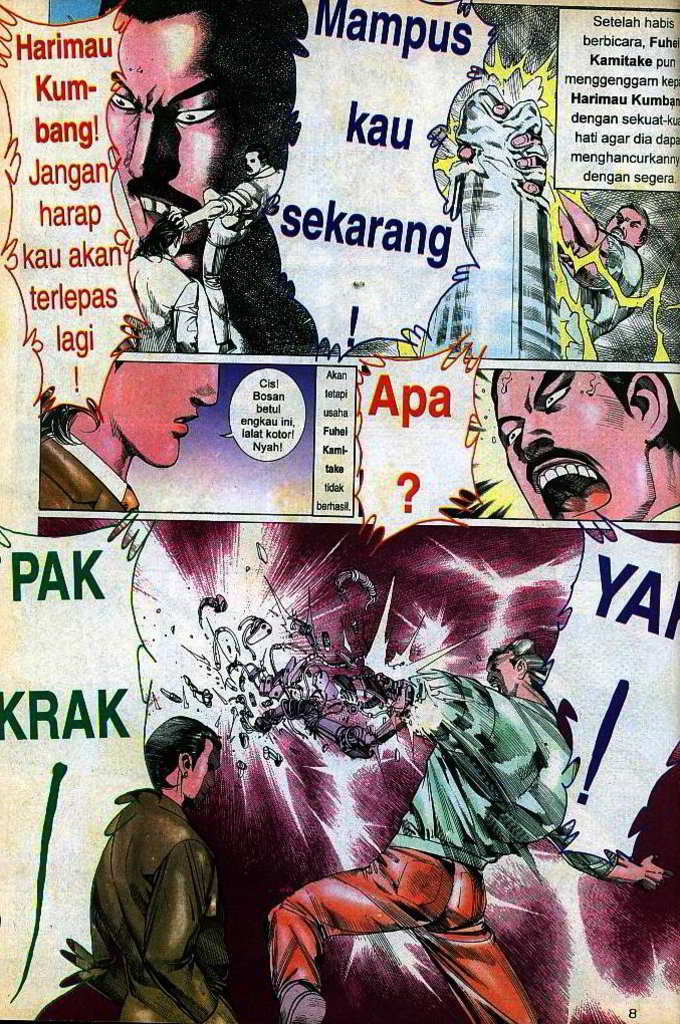 Harimau
Kum-
bang!
Jangan
harap
kau akan
terlepas
lagi
!
Mampus
kau
sekarang
!
Setelah habis
berbicara, Fuhei
Kamitake pun
menggenggam
Harimau
dengan
hati agar dia
dengan segera.
Cis!
Bosan
betul
engkau ini,
lalat kotor!
Nyah!
Akan
tetapi
usaha
Fuhei
Kami-
take
tidak
berhasil.
Apa
?
PAK
KRAK
!
!
8